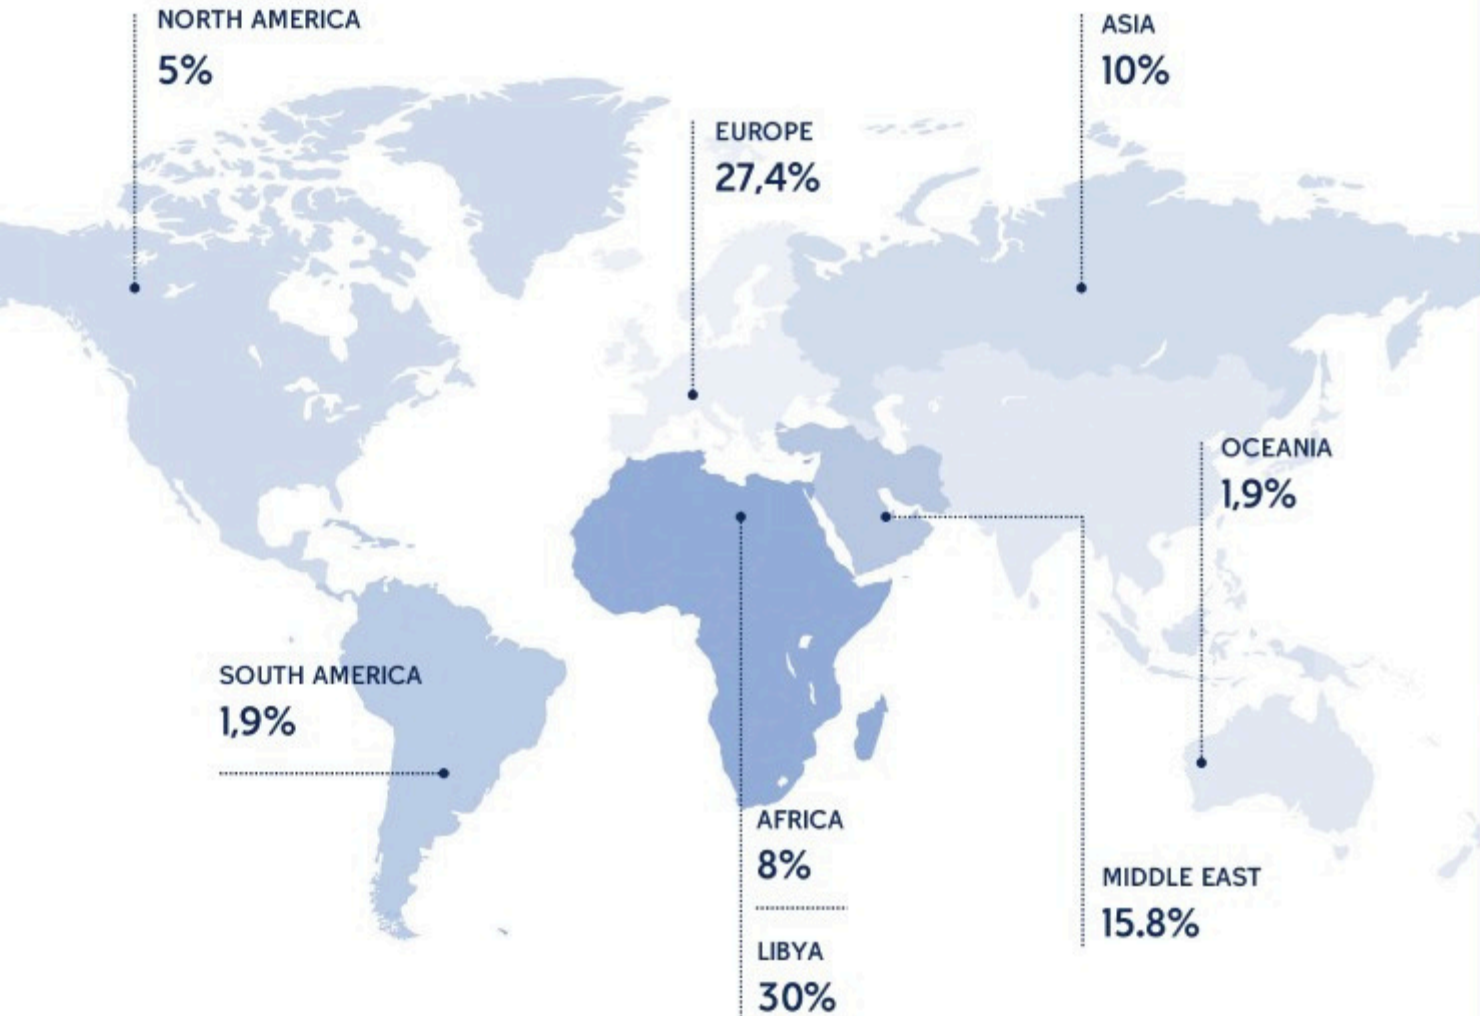 NORTH AMERICA
5%
ASIA
10%
EUROPE
27,4%
OCEANIA
1,9%
SOUTH AMERICA
1,9%
AFRICA
8%
LIBYA
30%
MIDDLE EAST
15.8%